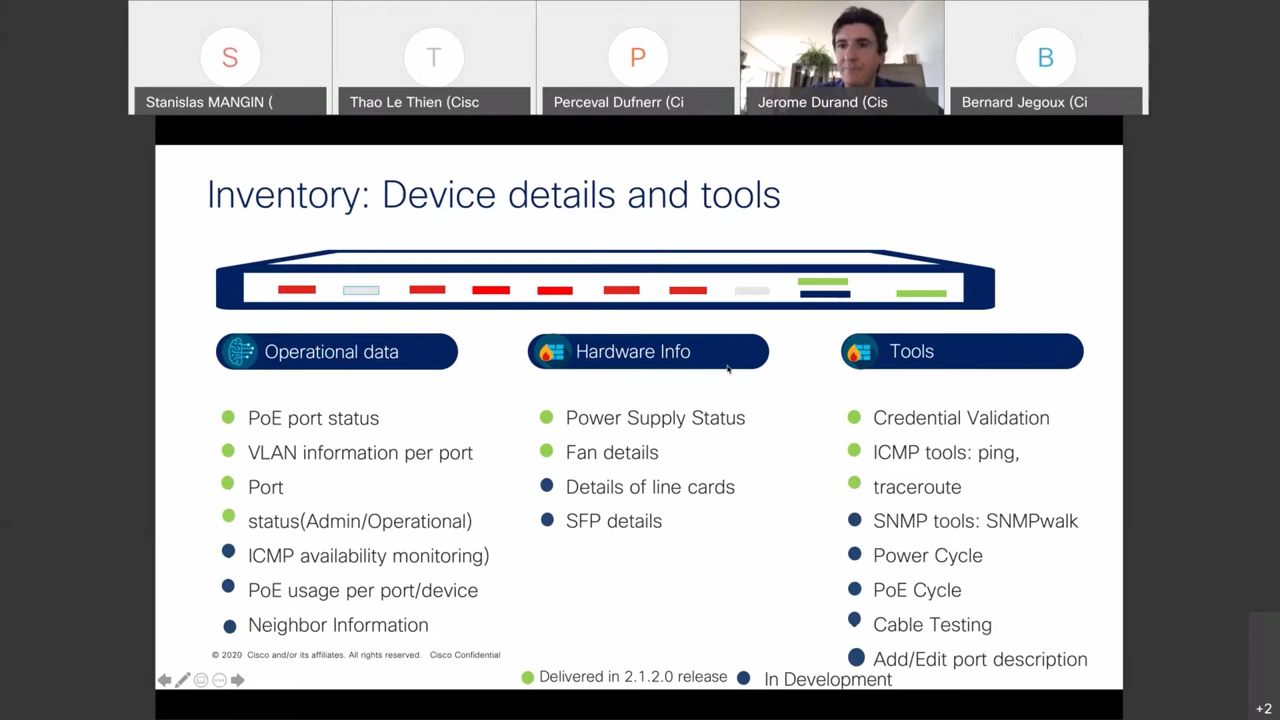 S
T
P
B
Stanislas MANGIN (
Thao Le Thien (Cisc
Perceval Dufnerr (Ci
Jerome Durand (Cis
Bernard Jegoux (Ci
Inventory: Device details and tools
Operational data
Hardware Info
Tools
PoE port status
VLAN information per port
Port
status(Admin/Operational)
ICMP availability monitoring)
PoE usage per port/device
Neighbor Information
Power Supply Status
Fan details
Details of line cards
SFP details
Credential Validation
ICMP tools: ping,
traceroute
SNMP tools: SNMPwalk
Power Cycle
PoE Cycle
Cable Testing
Add/Edit port description
© 2020 Cisco and/or its affiliates. All rights reserved. Cisco Confidential
Delivered in 2.1.2.0 release
In Development
+2